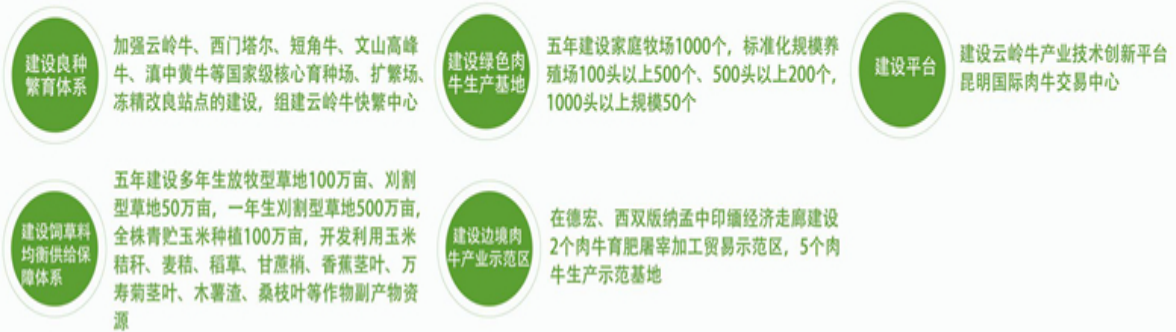 建设良种
繁育体系
加强云岭牛、西门塔尔、短角牛、文山高峰
牛、滇中黄牛等国家级核心育种场、扩繁场、
冻精改良站点的建设，组建云岭牛快繁中心
建设绿色肉
牛生产基地
五年建设家庭牧场1000个，标准化规模养
殖场100头以上500个、500头以上200个，
1000头以上规模50个
建设平台
建设云岭牛产业技术创新平台
昆明国际肉牛交易中心
建设饲草料
均衡供给保
障体系
五年建设多年生放牧型草地100万亩、刈割
型草地50万亩，一年生刈割型草地500万亩，
全株青贮玉米种植100万亩，开发利用玉米
秸秆、麦秸、稻草、甘蔗梢、香蕉茎叶、万
寿菊茎叶、木薯渣、桑枝叶等作物副产物资
源
建设边境肉
牛产业示范区
在德宏、西双版纳孟中印缅经济走廊建设
2个肉牛育肥屠宰加工贸易示范区，5个肉
牛生产示范基地